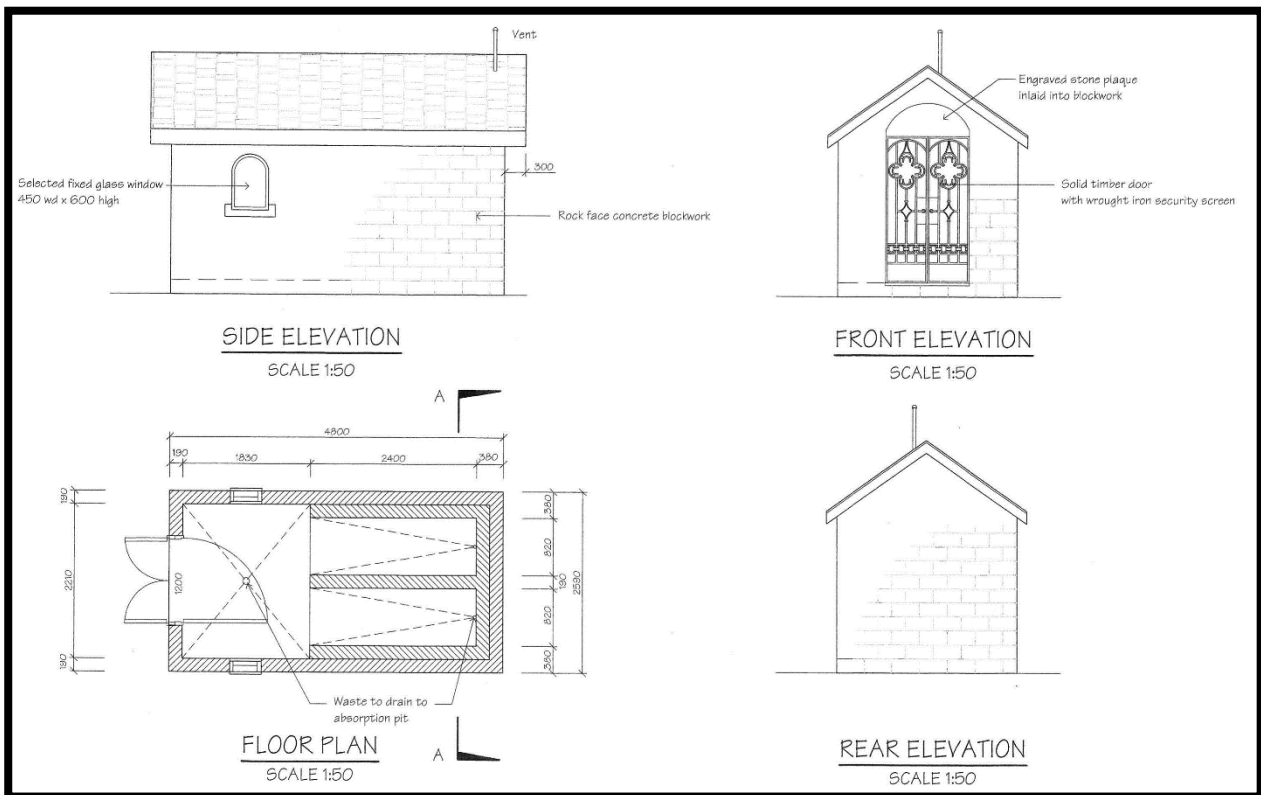 Vent
Selected fixed glass window
450 wd x 600 high
300
Rock face concrete blockwork
SIDE ELEVATION
SCALE 1:50
Engraved stone plaque
inlaid into blockwork
Solid timber door
with wrought iron security screen
FRONT ELEVATION
SCALE 1:50
A
4800
190
1830
2400
380
190
2210
190
1200
380
820
190
820
380
2590
Waste to drain to
absorption pit
A
FLOOR PLAN
SCALE 1:50
REAR ELEVATION
SCALE 1:50